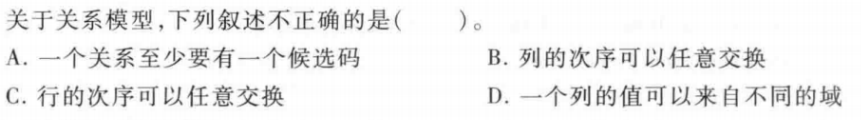 关于关系模型,下列叙述不正确的是(  )。
A. 一个关系至少要有一个候选码  B. 列的次序可以任意交换
C. 行的次序可以任意交换  D. 一个列的值可以来自不同的域